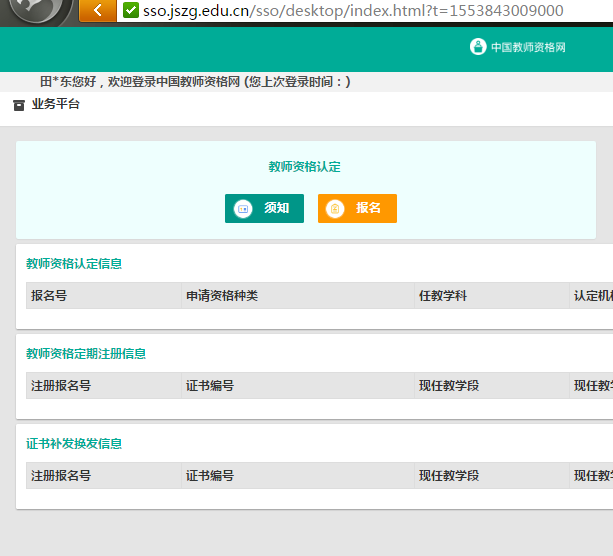 sso.jszg.edu.cn/sso/desktop/index.html?t=1553843009000
中国教师资格网
田*东您好，欢迎登录中国教师资格网 (您上次登录时间：)
业务平台
教师资格认定
须知 报名
教师资格认定信息
报名号 申请资格种类 任教学科 认定机
教师资格定期注册信息
注册报名号 证书编号 现任教学段 现任教
证书补发换发信息
注册报名号 证书编号 现任教学段 现任教